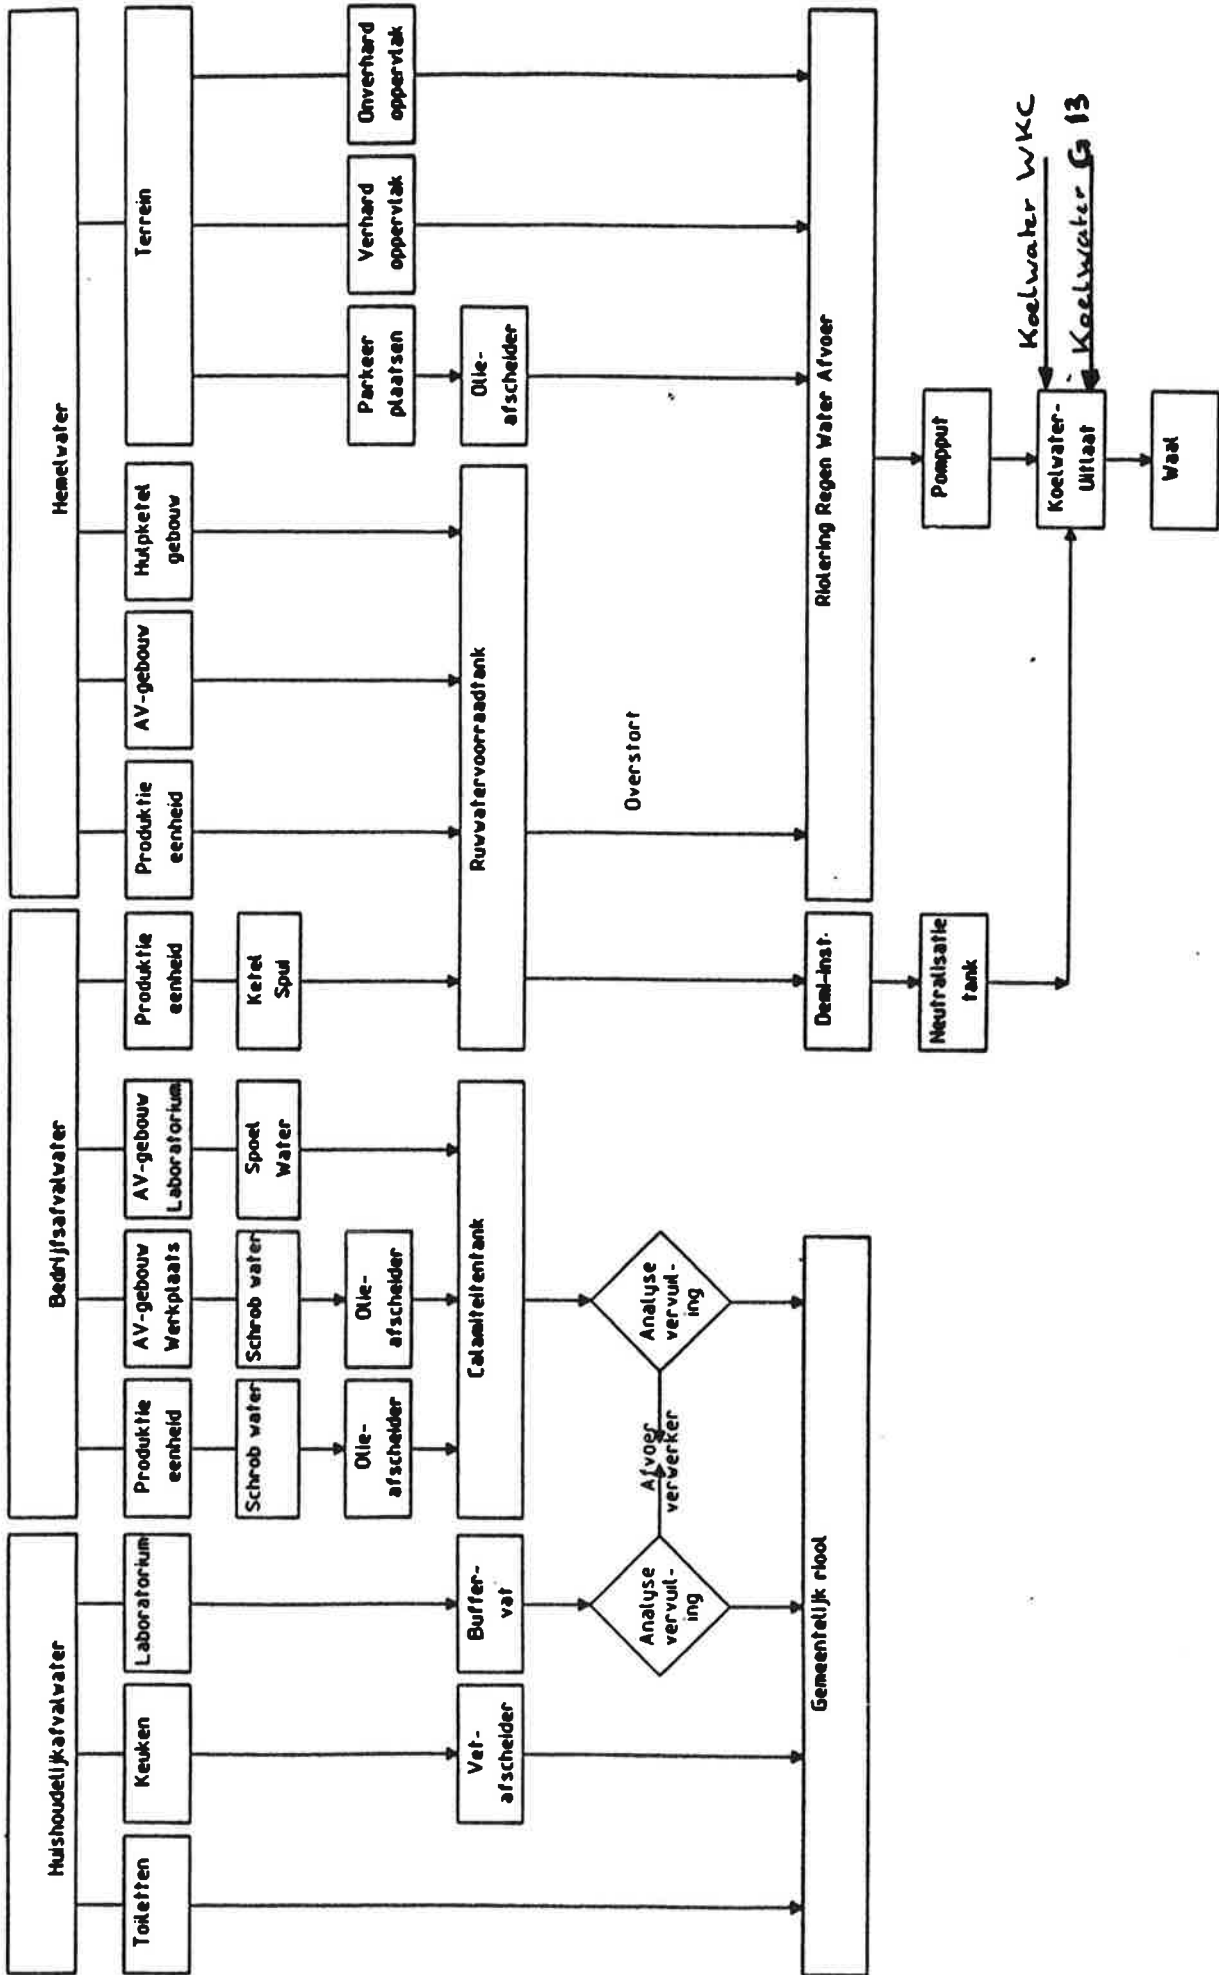 Huishoudelijkafvalwater
Bedrijfsafvalwater
Hemelwater
Toiletten
Keuken
Laboratorium
Produktie
eenheid
AV-gebouw
Werkplaats
AV-gebouw
Laboratorium
Produktie
eenheid
Produktie
eenheid
AV-gebouw
Hulpketel
gebouw
Terrein
Schrob water
Schrob water
Spoel
Water
Ketel
Spui
Olie-
afscheider
Olie-
afscheider
Parkeer
plaatsen
Verhard
oppervlak
Onverhard
oppervlak
Vet-
afscheider
Buffer-
vat
Calamiteitentank
Ruwwatervoorraadtank
Olie-
afscheider
Analyse
vervuil-
ing
Afvoer
verwerker
Analyse
vervuil-
ing
Overstort
Gemeentelijk riool
Demi-inst.
Riolering Regen Water Afvoer
Neutralisatie
tank
Pompput
Koelwater WKC
Koelwater G13
Koelwater-
Uitlaat
Waal